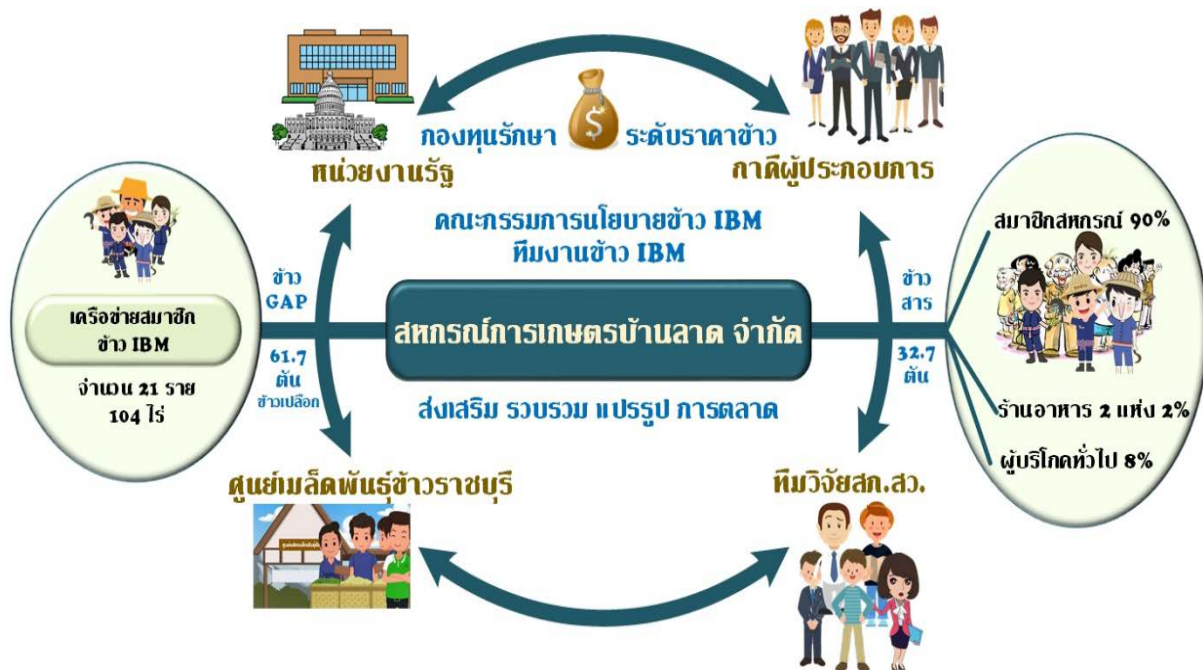 กองทุนรักษา ระดับราคาข้าว
หน่วยงานรัฐ
ภาคีผู้ประกอบการ
คณะกรรมการนโยบายข้าว IBM
ทีมงานข้าว IBM
สมาชิกสหกรณ์ 90%
ข้าว
GAP
ข้าว
สาร
เครือข่ายสมาชิก
ข้าว IBM
สหกรณ์การเกษตรบ้านลาด จำกัด
61.7
ตัน
ข้าวเปลือก
32.7
ตัน
จำนวน 21 ราย
104 ไร่
ส่งเสริม รวบรวม แปรรูป การตลาด
ร้านอาหาร 2 แห่ง 2%
ผู้บริโภคทั่วไป 8%
ศูนย์เมล็ดพันธุ์ข้าวราชบุรี
ทีมวิจัยสก.สว.